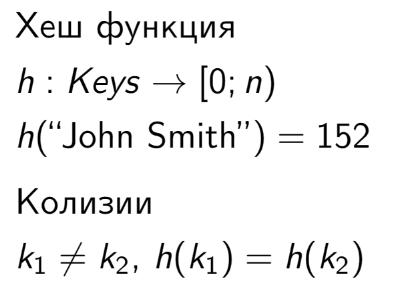 Хеш функция
h : Keys → [0; n)
h(“John Smith”) = 152
Колизии
k₁ ≠ k₂, h(k₁) = h(k₂)